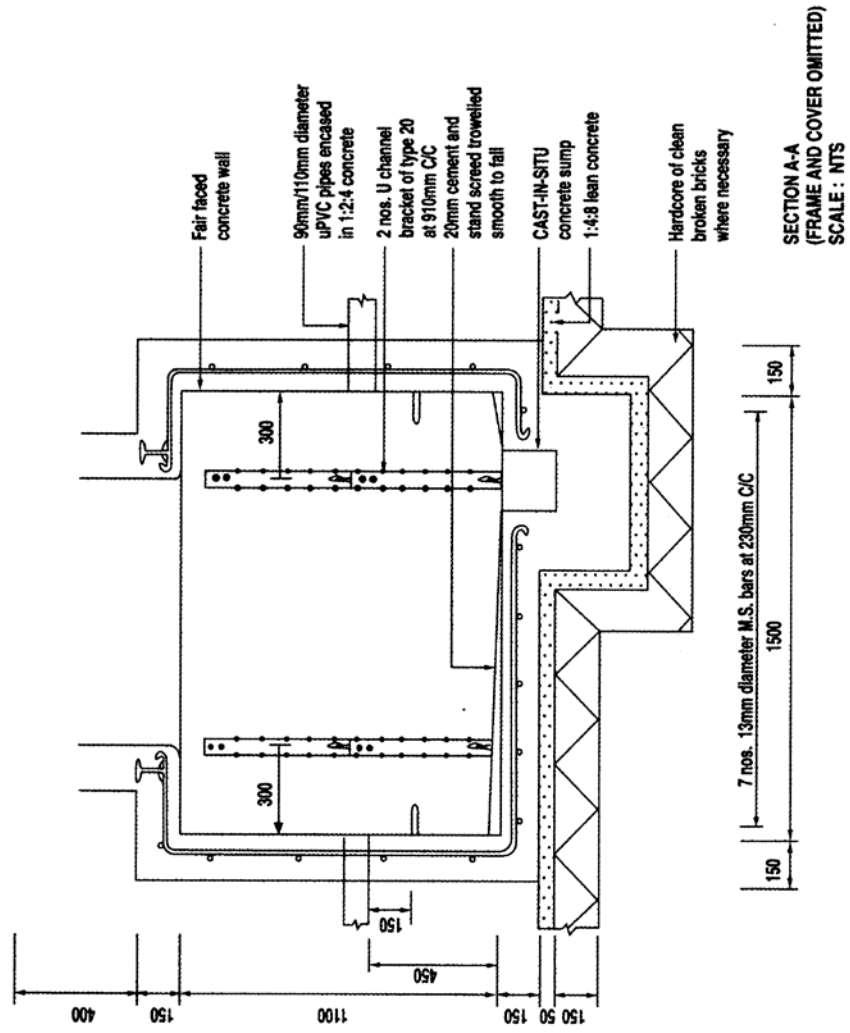 Fair faced
concrete wall
90mm/110mm diameter
uPVC pipes encased
in 1:2:4 concrete
2 nos. U channel
bracket of type 20
at 910mm C/C
20mm cement and
stand screed trowelled
smooth to fall
CAST-IN-SITU
concrete sump
1:4:8 lean concrete
Hardcore of clean
broken bricks
where necessary
300
300
400
150
1100
150
50
150
150
450
7 nos. 13mm diameter M.S. bars at 230mm C/C
150
1500
150
SECTION A-A
(FRAME AND COVER OMITTED)
SCALE : NTS